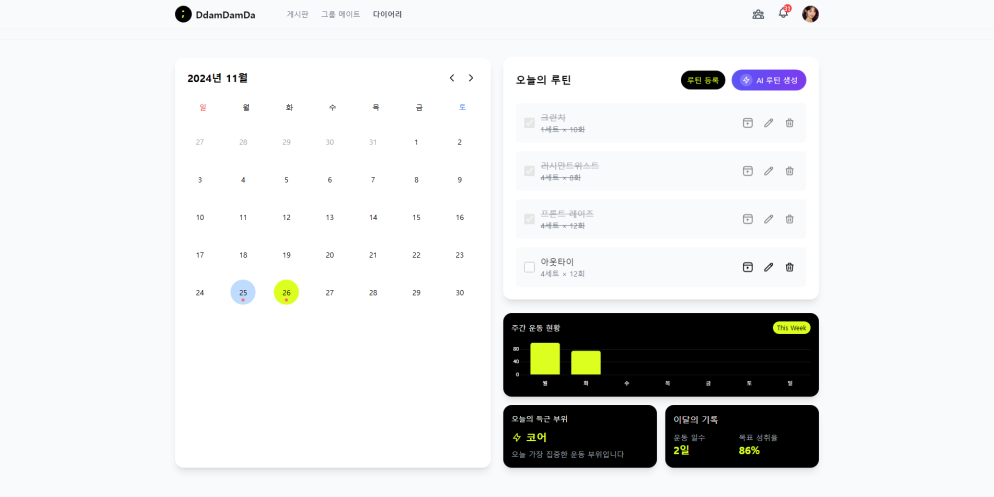 DdamDamDa
게시판 그룹 메이트 다이어리
2024년 11월
일 월 화 수 목 금 토
27 28 29 30 31 1 2
3 4 5 6 7 8 9
10 11 12 13 14 15 16
17 18 19 20 21 22 23
24 25 26 27 28 29 30
오늘의 루틴
루틴 등록
AI 루틴 생성
크런치
1세트 × 10회
러시안트위스트
4세트 × 8회
프론트 레이즈
4세트 × 12회
아웃타이
4세트 × 12회
주간 운동 현황
This Week
80
40
0
월 화 수 목 금 토 일
오늘의 득근 부위
코어
오늘 가장 집중한 운동 부위입니다
이달의 기록
운동 일수 목표 성취율
2일 86%